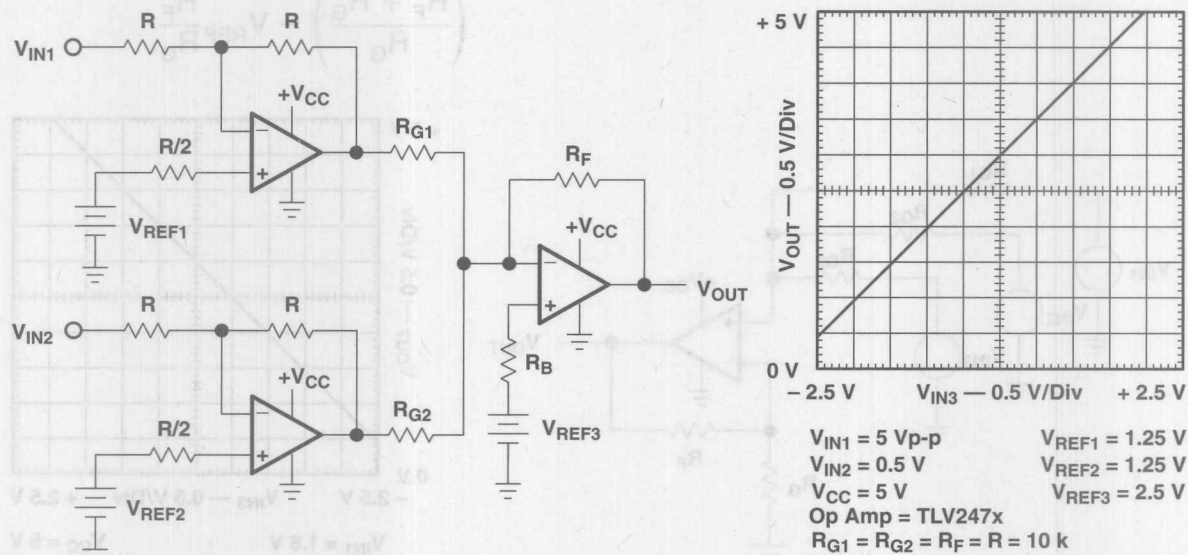 R
R
V_IN1
+V_CC
R/2
−
+
R_G1
R_F
V_REF1
+V_CC
−
+
V_OUT
V_IN2
R
R
R_B
+V_CC
R/2
−
+
R_G2
V_REF3
V_REF2
+ 5 V
V_OUT — 0.5 V/Div
0 V
− 2.5 V V_IN3 — 0.5 V/Div + 2.5 V
V_IN1 = 5 Vp-p V_REF1 = 1.25 V
V_IN2 = 0.5 V V_REF2 = 1.25 V
V_CC = 5 V V_REF3 = 2.5 V
Op Amp = TLV247x
R_G1 = R_G2 = R_F = R = 10 k